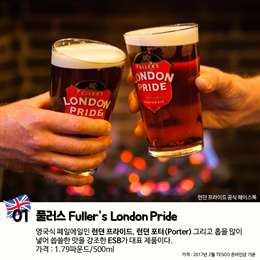 FULLER'S
LONDON
PRIDE
FULLER'S
LONDON
PRIDE
런던 프라이드 공식 페이스북
01 풀러스 Fuller's London Pride
영국식 페일에일인 런던 프라이드, 런던 포터(Porter) 그리고 홉을 많이
넣어 씁쓸한 맛을 강조한 ESB가 대표 제품이다.
가격 : 1.79파운드/500ml
가격 : 2017년 2월 TESCO 온라인샵 기준